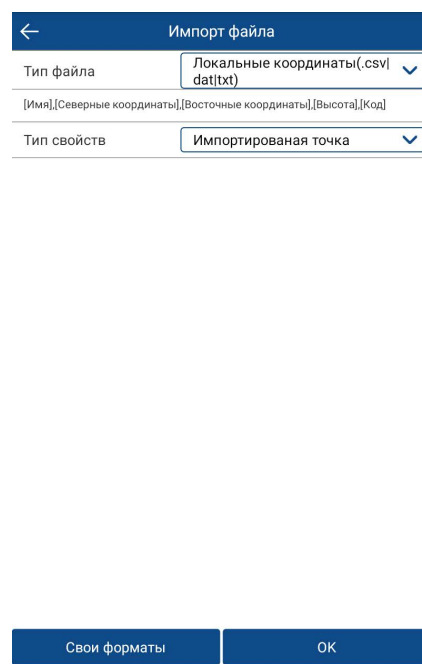 Импорт файла
Тип файла
Локальные координаты(.csv|
dat|txt)
[Имя],[Северные координаты],[Восточные координаты],[Высота],[Код]
Тип свойств
Импортированая точка
Свои форматы
OK